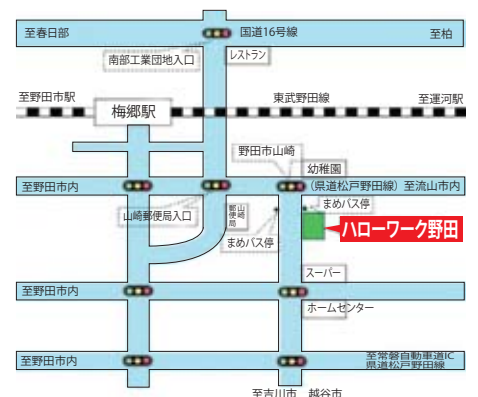 至春日部
国道16号線
至柏
南部工業団地入口
レストラン
至野田市駅
東武野田線
至運河駅
梅郷駅
野田市山崎
幼稚園
至野田市内
(県道松戸野田線)至流山市内
山崎郵便局入口
山崎
郵便局
まめバス停
まめバス停
ハローワーク野田
スーパー
至野田市内
ホームセンター
至野田市内
至常磐自動車道IC
県道松戸野田線
至吉川市 越谷市